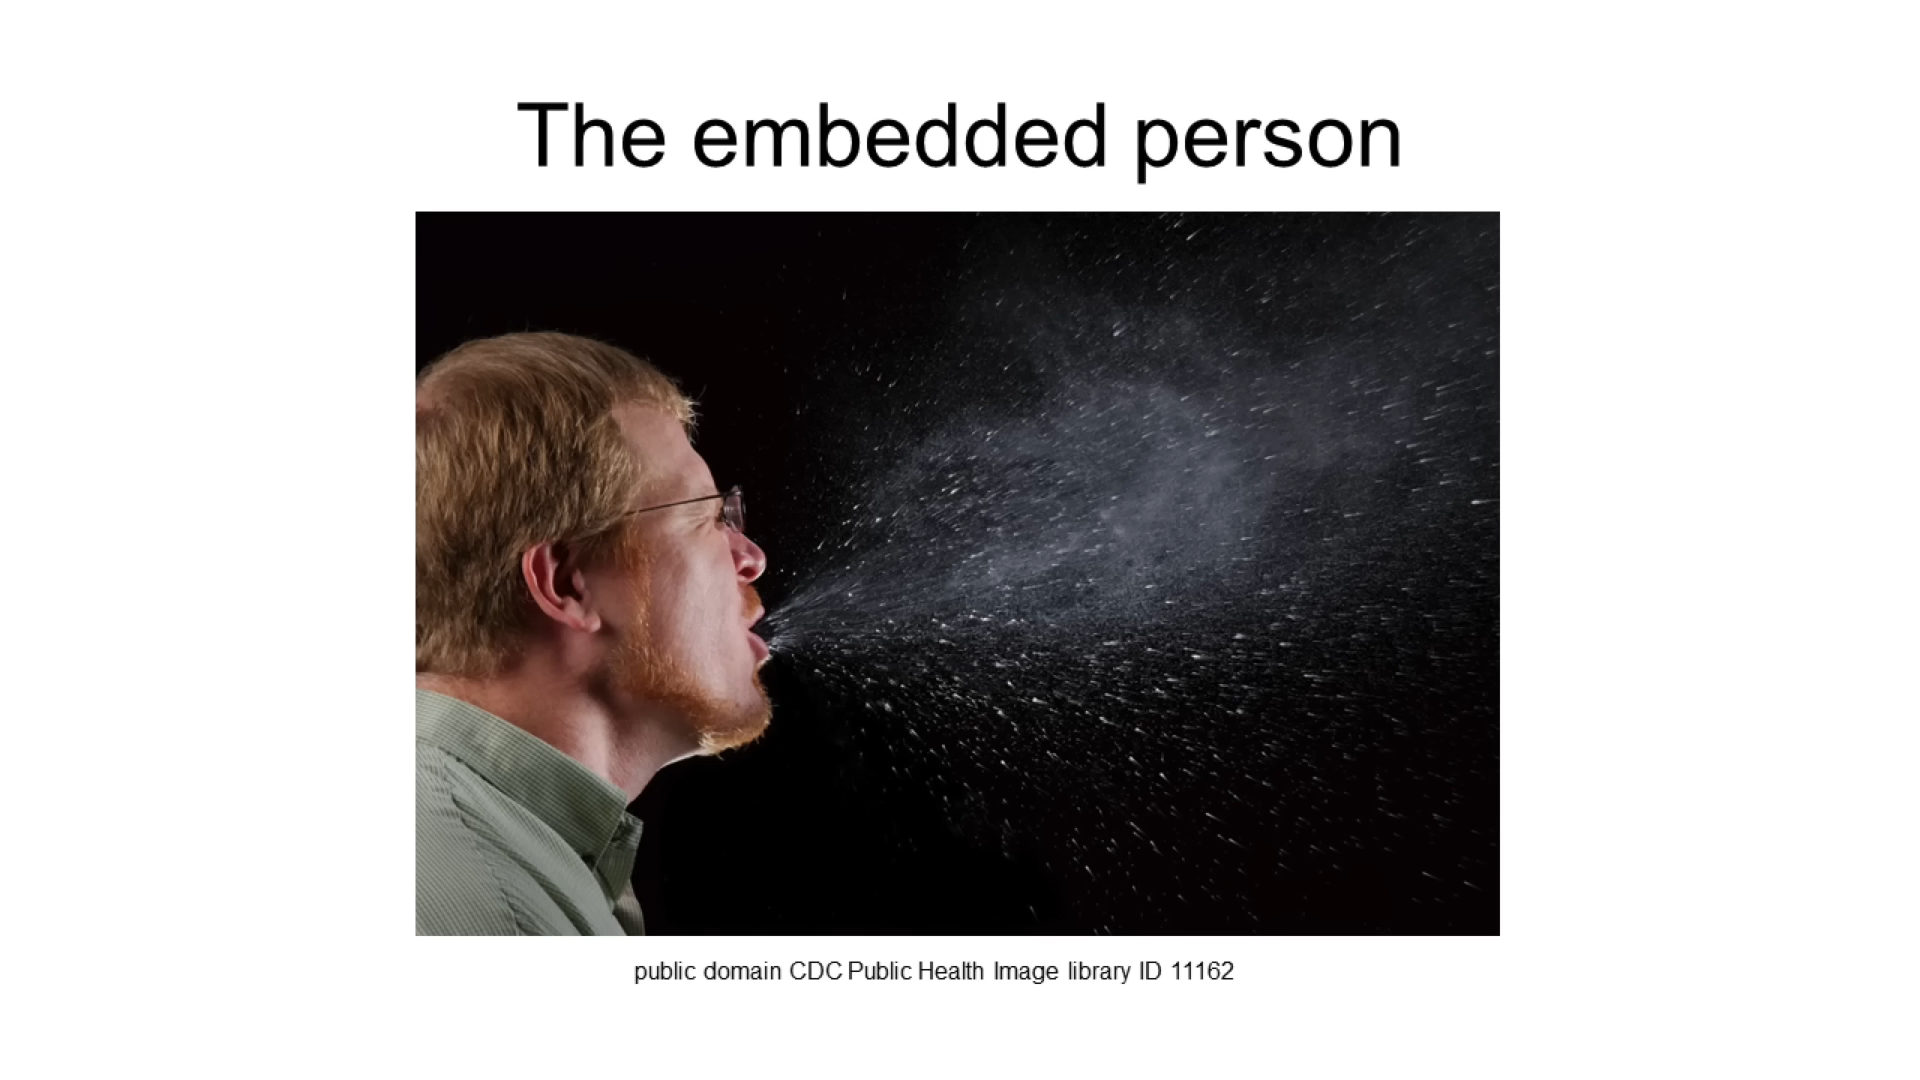 The embedded person
public domain CDC Public Health Image library ID 11162